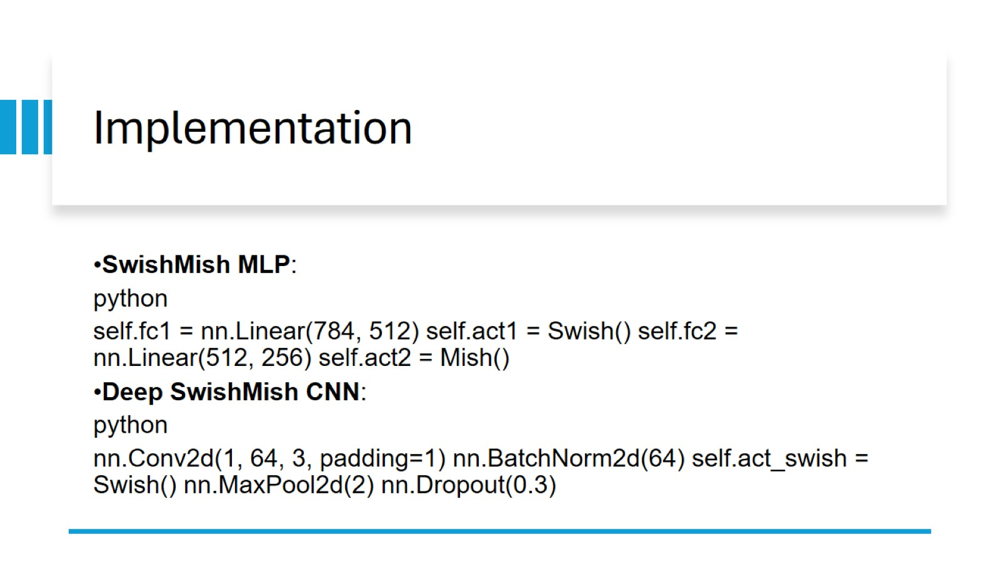 Implementation
•SwishMish MLP:
python
self.fc1 = nn.Linear(784, 512) self.act1 = Swish() self.fc2 =
nn.Linear(512, 256) self.act2 = Mish()
•Deep SwishMish CNN:
python
nn.Conv2d(1, 64, 3, padding=1) nn.BatchNorm2d(64) self.act_swish =
Swish() nn.MaxPool2d(2) nn.Dropout(0.3)